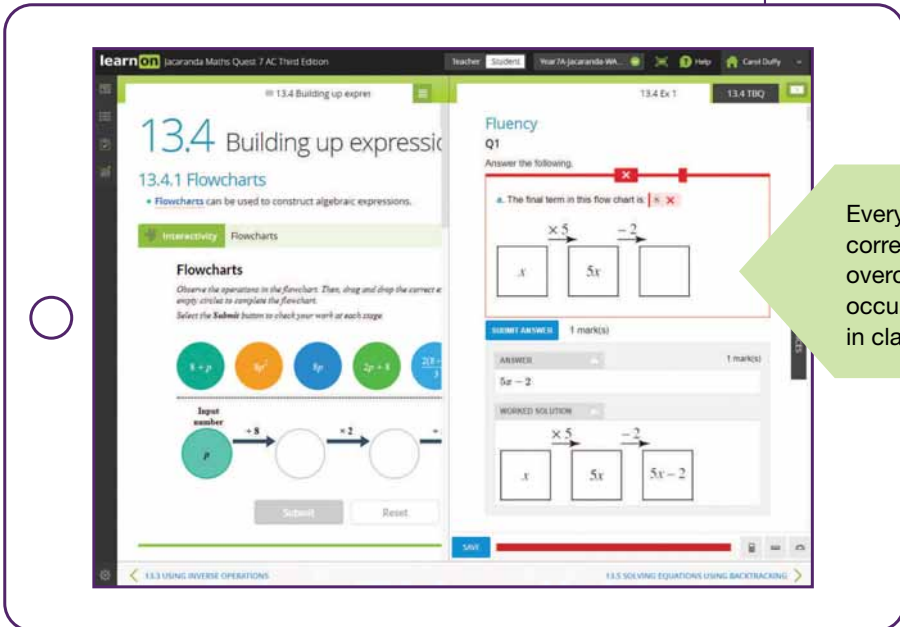 learnon Jacaranda Maths Quest 7 AC Third Edition
Teacher Student Year 7A-Jacaranda-WA... Help Carol Duffy
13.4 Building up expre
13.4 Building up expressio
13.4.1 Flowcharts
• Flowcharts can be used to construct algebraic expressions.
Interactivity Flowcharts
Flowcharts
Observe the operations in the flowchart. Then, drag and drop the correct e
empty circles to complete the flowchart.
Select the Submit button to check your work at each stage.
8 + p 8p 2p + 8
Input
number
+ 8 × 2
p
Submit Reset
13.3 USING INVERSE OPERATIONS
13.4 Ex 1 13.4 TBQ
Fluency
Q1
Answer the following.
a. The final term in this flow chart is:
× 5 − 2
x 5x
SUBMIT ANSWER 1 mark(s)
ANSWER 1 mark(s)
5x − 2
WORKED SOLUTION
× 5 − 2
x 5x 5x − 2
SAVE
13.5 SOLVING EQUATIONS USING BACKTRACKING
Every
corre
overc
occu
in cla